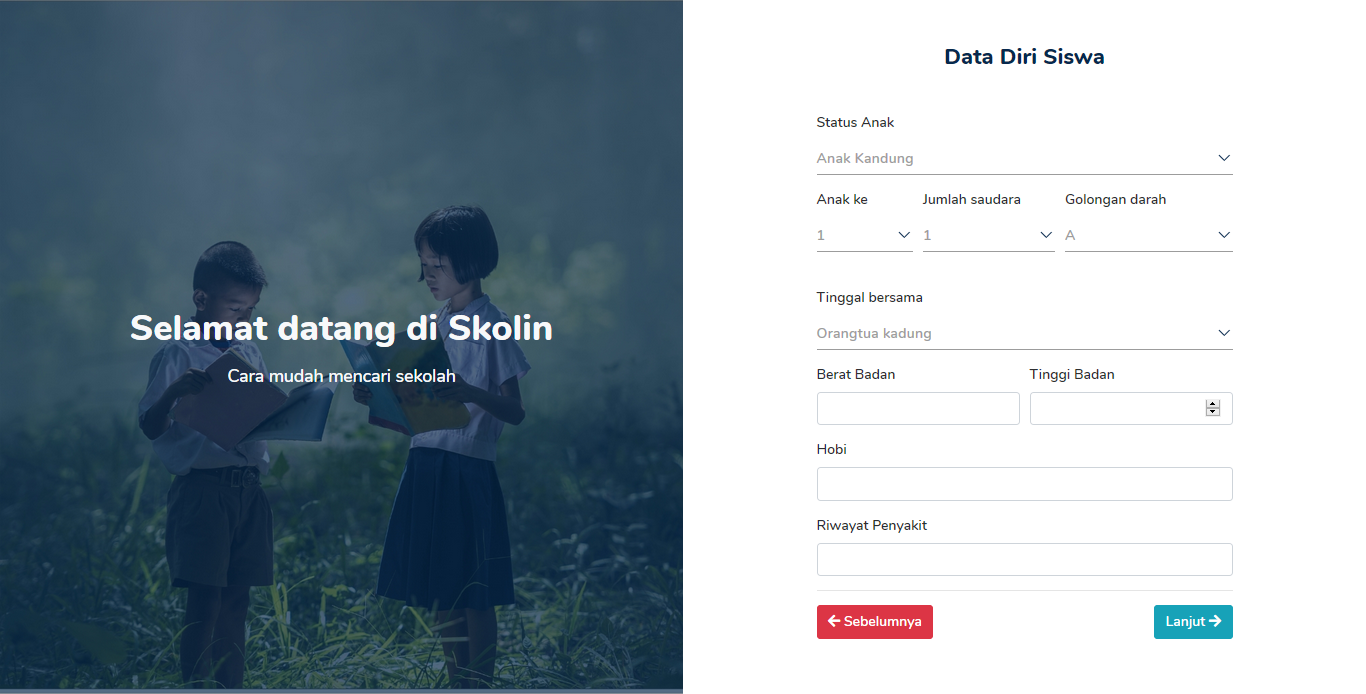 Selamat datang di Skolin
Cara mudah mencari sekolah
Data Diri Siswa
Status Anak
Anak Kandung
Anak ke Jumlah saudara Golongan darah
1 1 A
Tinggal bersama
Orangtua kadung
Berat Badan Tinggi Badan
Hobi
Riwayat Penyakit
Sebelumnya Lanjut